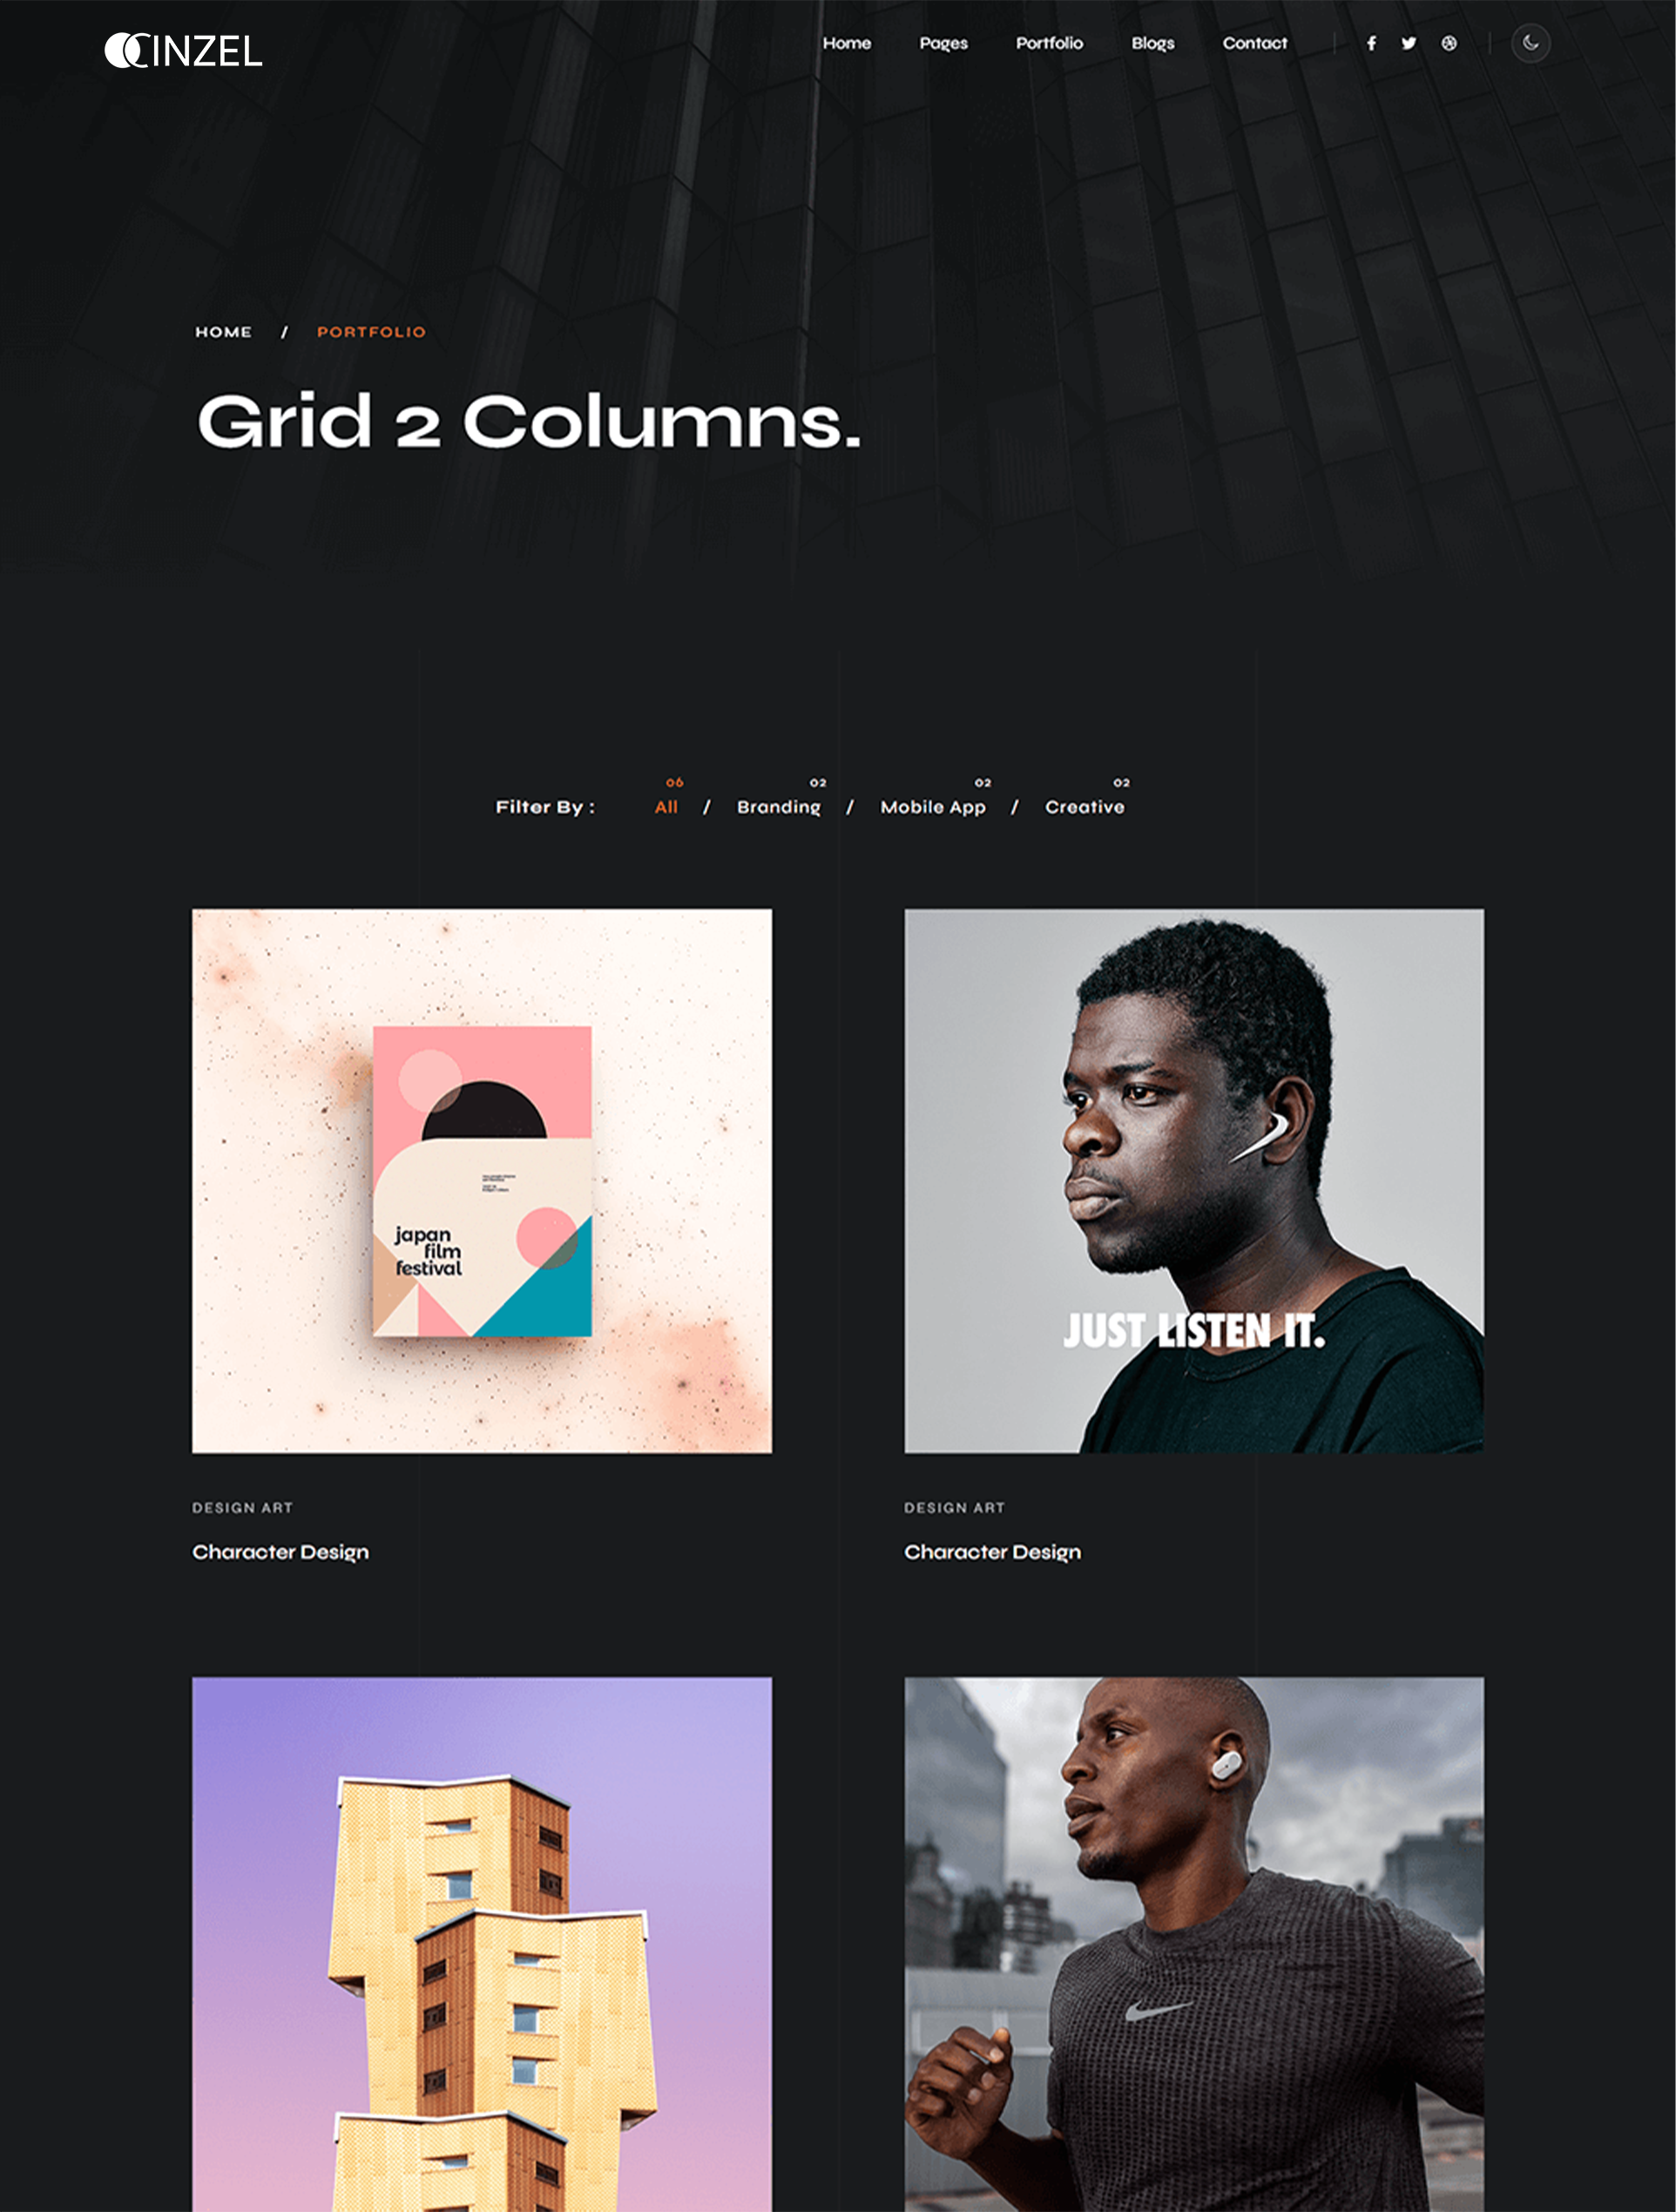 CINZEL
Home Pages Portfolio Blogs Contact
HOME / PORTFOLIO
Grid 2 Columns.
06 02 02 02
Filter By : All / Branding / Mobile App / Creative
japan
film
festival
JUST LISTEN IT.
DESIGN ART
Character Design
DESIGN ART
Character Design